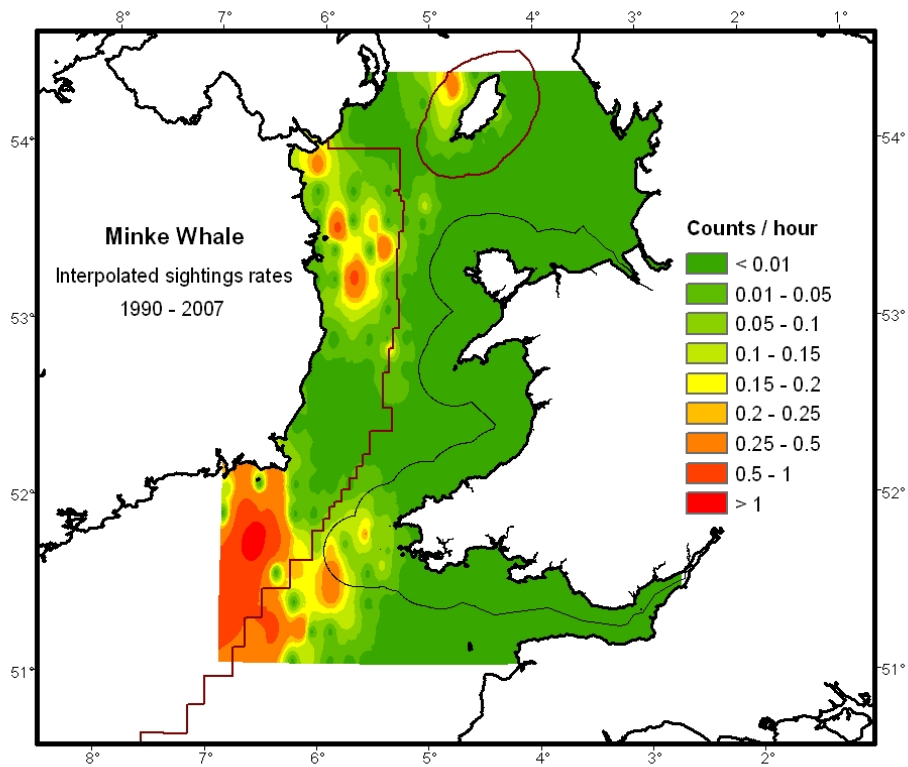 8° 7° 6° 5° 4° 3° 2° 1°
54° 54°
Minke Whale
Interpolated sightings rates
1990 - 2007
Counts / hour
< 0.01
0.01 - 0.05
0.05 - 0.1
0.1 - 0.15
0.15 - 0.2
0.2 - 0.25
0.25 - 0.5
0.5 - 1
> 1
53° 53°
52° 52°
51° 51°
8° 7° 6° 5° 4° 3° 2°